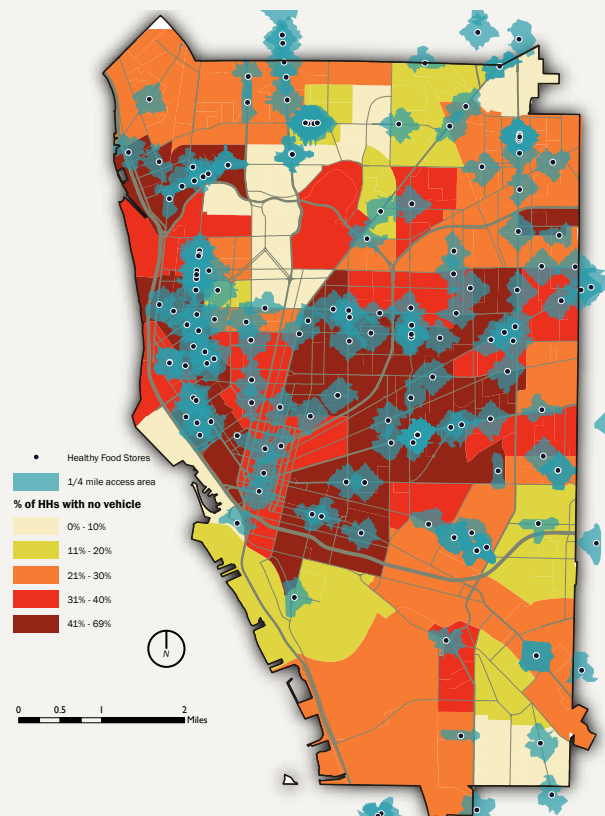 Healthy Food Stores
1/4 mile access area
% of HHs with no vehicle
0% - 10%
11% - 20%
21% - 30%
31% - 40%
41% - 69%
N
0 0.5 1 2
Miles